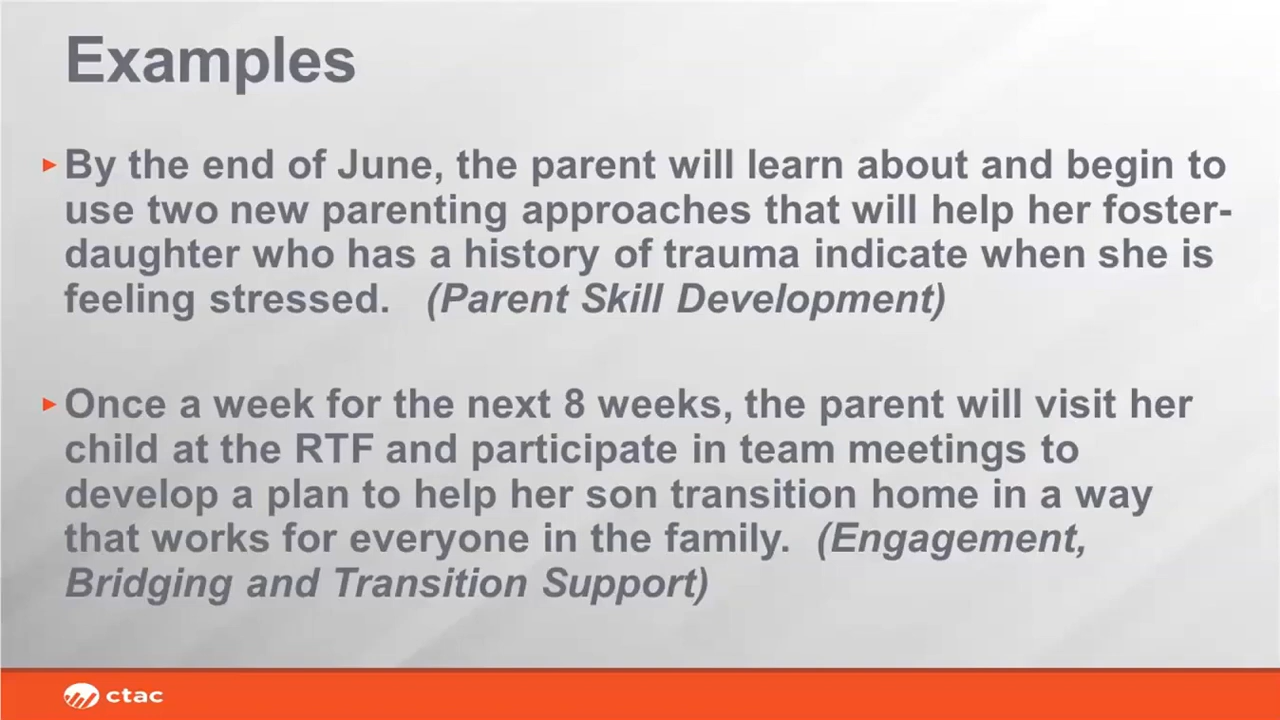 Examples
By the end of June, the parent will learn about and begin to
use two new parenting approaches that will help her foster-
daughter who has a history of trauma indicate when she is
feeling stressed. (Parent Skill Development)
Once a week for the next 8 weeks, the parent will visit her
child at the RTF and participate in team meetings to
develop a plan to help her son transition home in a way
that works for everyone in the family. (Engagement,
Bridging and Transition Support)
ctac